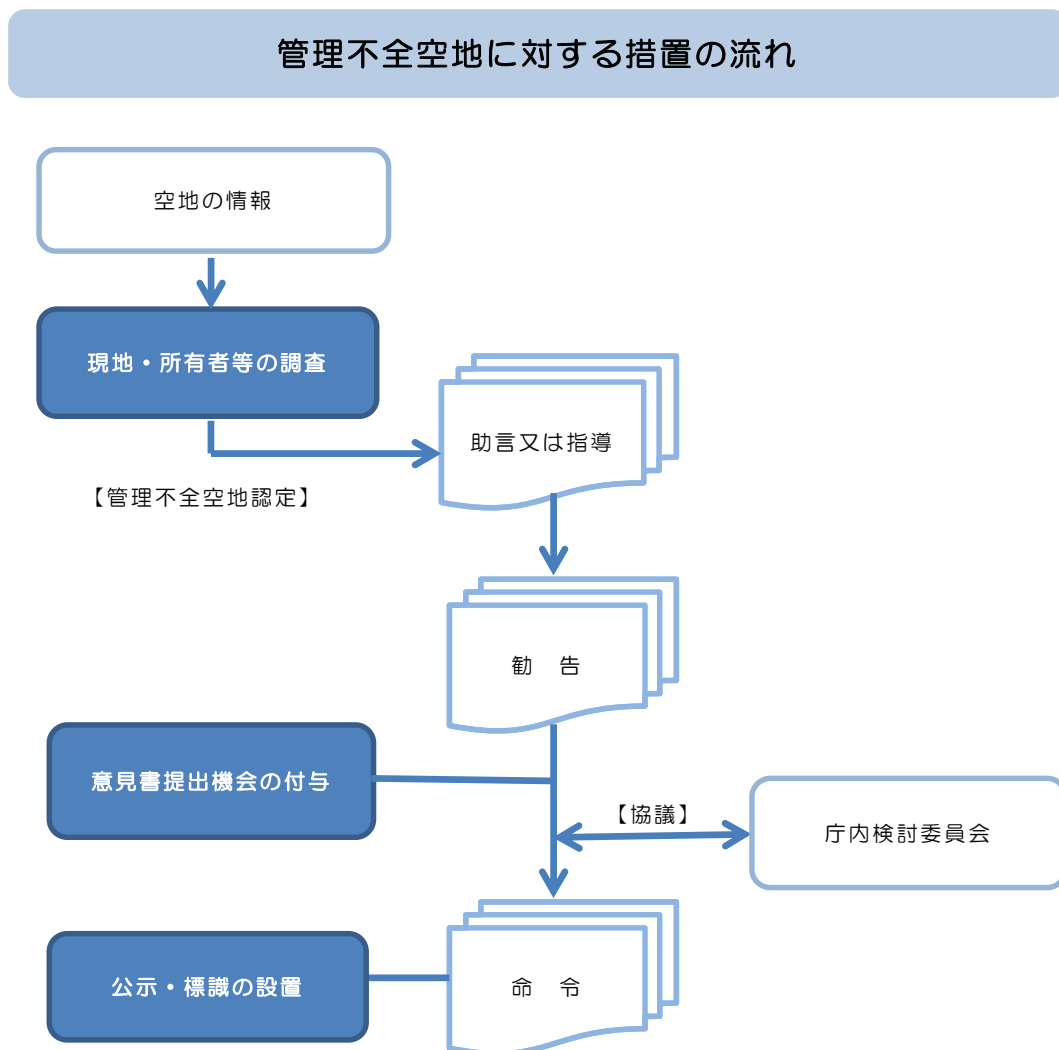 管理不全空地に対する措置の流れ
空地の情報
現地・所有者等の調査
助言又は指導
【管理不全空地認定】
勧　告
意見書提出機会の付与
【協議】
庁内検討委員会
公示・標識の設置
命　令